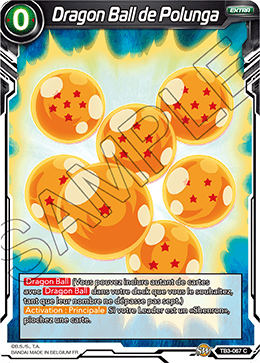 0
Dragon Ball de Polunga
EXTRA
SAMPLE
Dragon Ball (Vous pouvez inclure autant de cartes
avec Dragon Ball dans votre deck que vous le souhaitez,
tant que leur nombre ne dépasse pas sept.)
Activation : Principale Si votre Leader est un «Shenron»,
piochez une carte.
©B.S./S., T.A.
BANDAI MADE IN BELGIUM FR
TB3-067 C